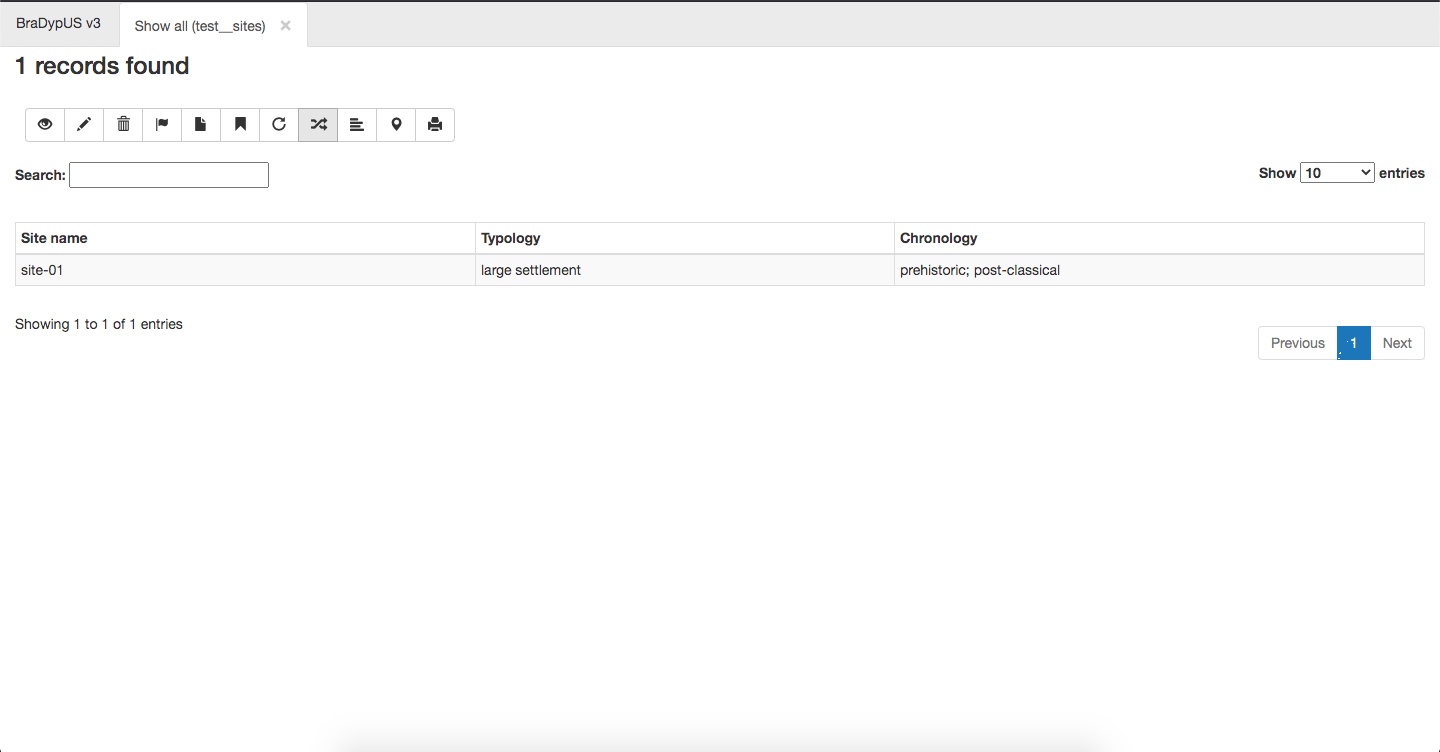 BraDypUS v3
Show all (test__sites) ×
1 records found
Search:
Show 10 entries
Site name Typology Chronology
site-01 large settlement prehistoric; post-classical
Showing 1 to 1 of 1 entries
Previous 1 Next